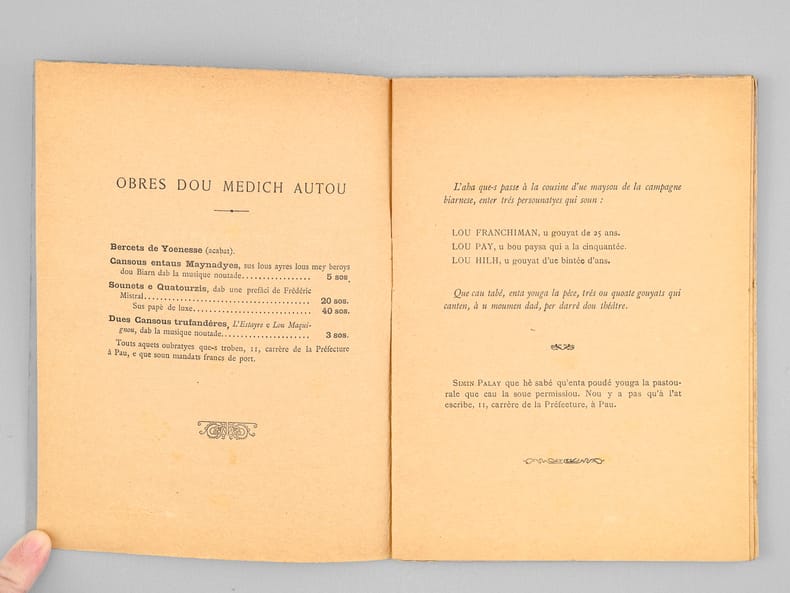 OBRES DOU MEDICH AUTOU
Bercets de Yoenesse (acabat).
Cansous entaus Maynadyes, sus lous ayres lous mey beroys
dou Biarn dab la musique noutade................ 5 sos.
Sounets e Quatourzis, dab une prefaci de Frédéric
Mistral....................................... 20 sos.
Sus papè de luxe........................... 40 sos.
Dues Cansous trufandéres, L'Estayre e Lou Maqui-
gnou, dab la musique noutade.................... 3 sos.
Touts aquets oubratyes que-s troben, 11, carrère de la Préfecture
à Pau, e que soun mandats francs de port.
L'aha que-s passe à la cousine d'ue maysou de la campagne
biarnese, enter trés persounatyes qui soun :
LOU FRANCHIMAN, u gouyat de 25 ans.
LOU PAY, u bou paysa qui a la cinquantée.
LOU HILH, u gouyat d'ue bintée d'ans.
Que cau tabé, enta youga la péce, trés ou quoate gouyats qui
canten, à u moumen dad, per darré dou théâtre.
SIMIN PALAY que hè sabé qu'enta poudé youga la pastou-
rale que cau la soue permissiou. Nou y a pas qu'à l'at
escribe, 11, carrère de la Préfecture, à Pau.